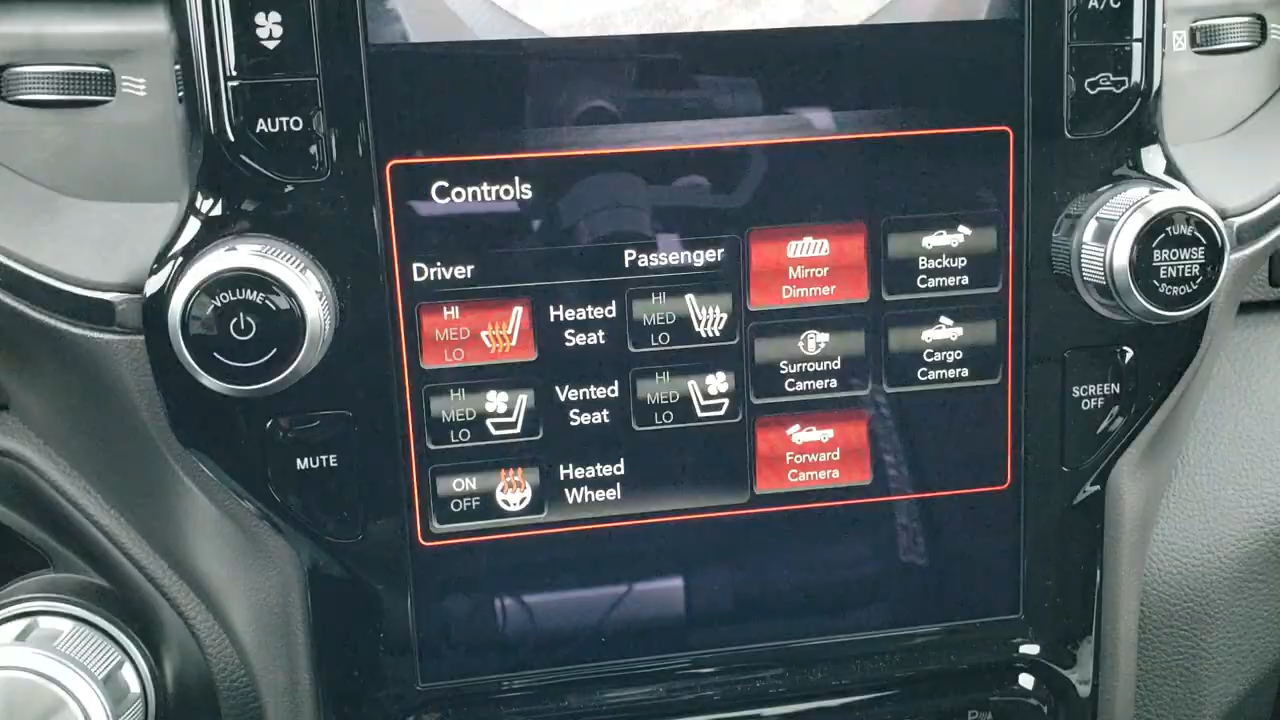 A/C
AUTO
Controls
Driver
Passenger
HI
MED
LO
Heated
Seat
HI
MED
LO
HI
MED
LO
Vented
Seat
HI
MED
LO
ON
OFF
Heated
Wheel
Mirror
Dimmer
Backup
Camera
Surround
Camera
Cargo
Camera
Forward
Camera
VOLUME
MUTE
TUNE
BROWSE
ENTER
SCROLL
SCREEN
OFF
P